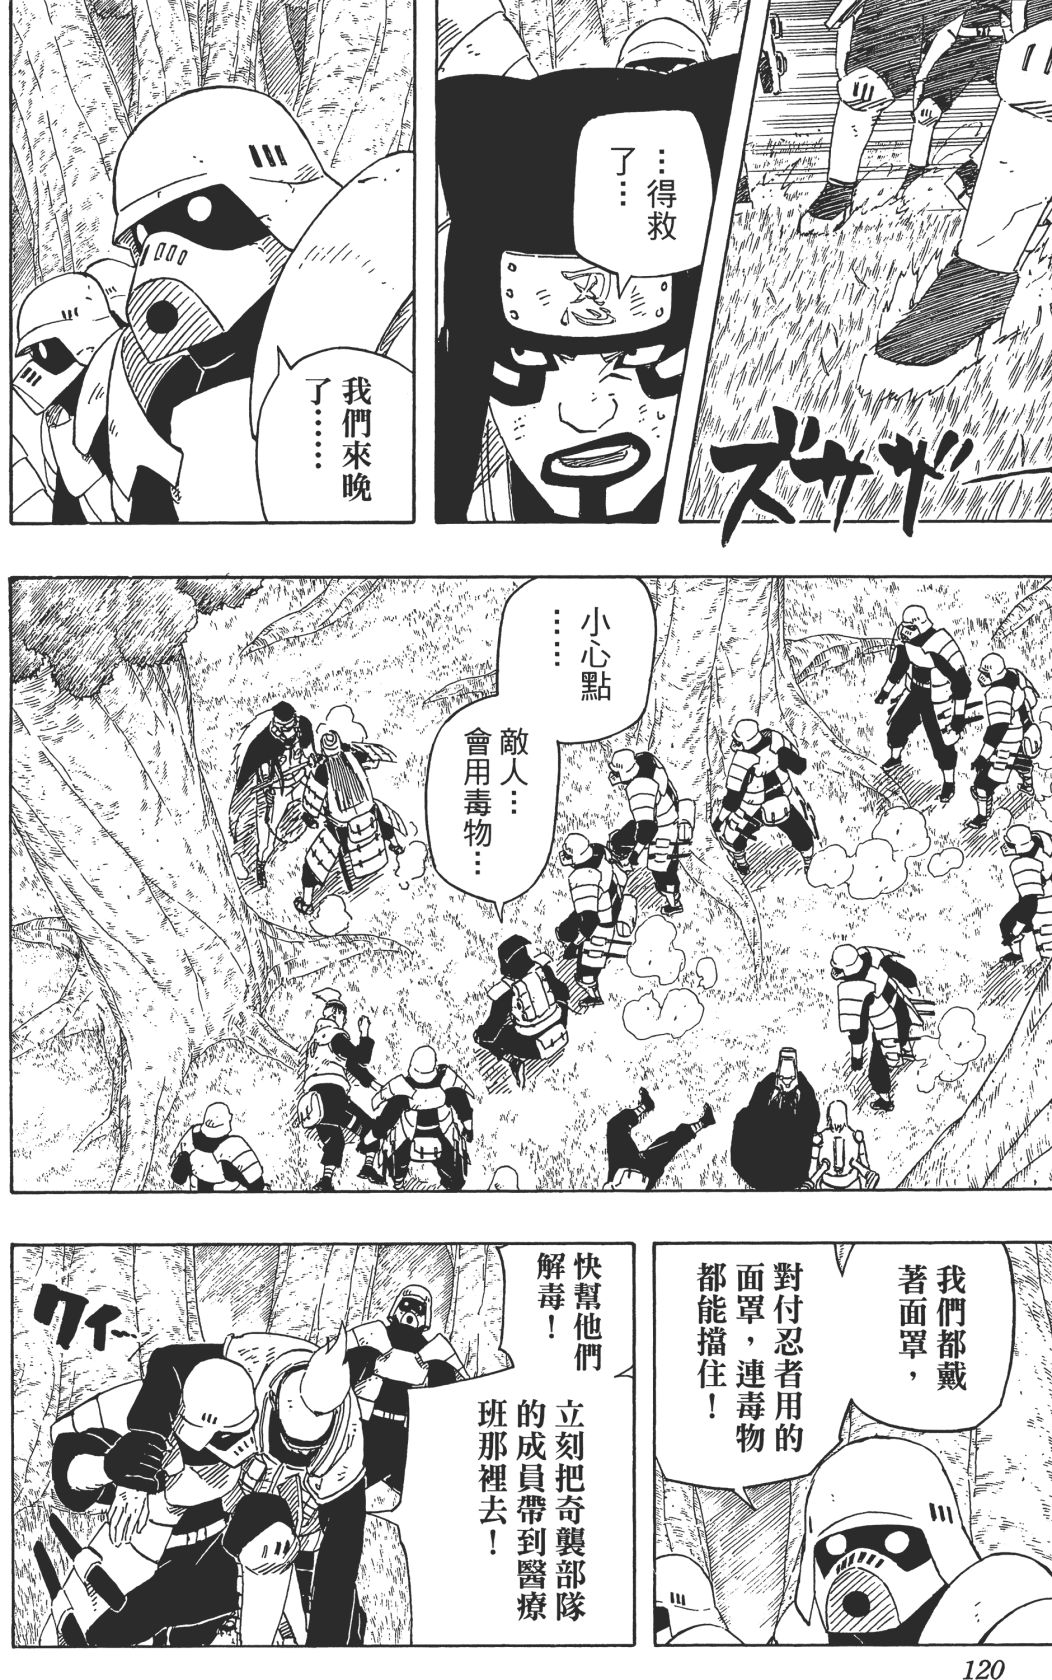 ズサザ
…得救
了…
忍
我們來晚
了……
小心點
……
敵人…
會用毒物…
我們都戴
著面罩，
對付忍者用的
面罩，連毒物
都能擋住！
快幫他們
解毒！
立刻把奇襲部隊
的成員帶到醫療
班那裡去！
クイ…
120